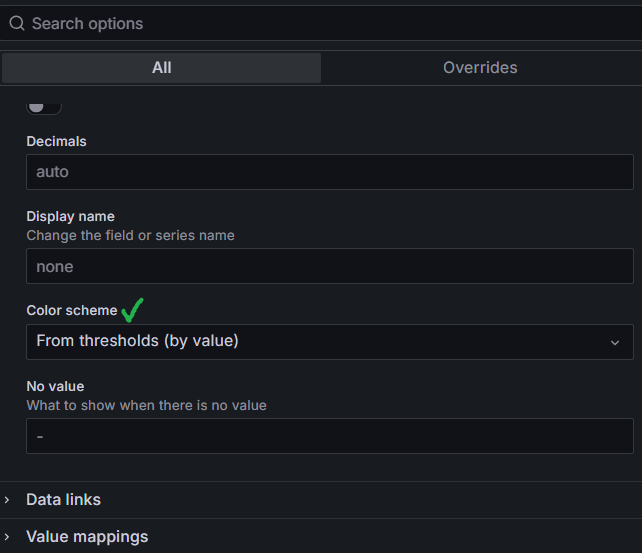 Search options
All
Overrides
Decimals
auto
Display name
Change the field or series name
none
Color scheme
From thresholds (by value)
No value
What to show when there is no value
-
Data links
Value mappings